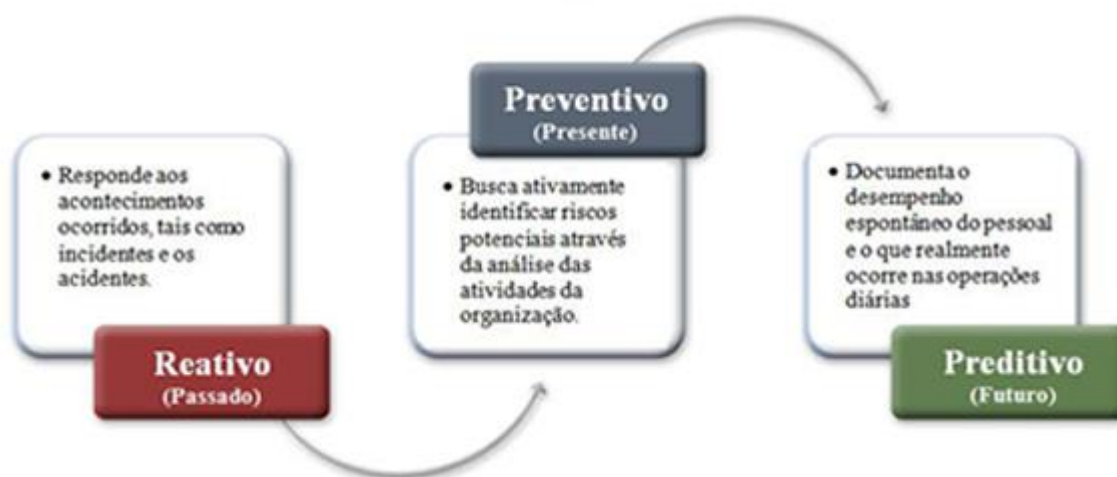 • Responde aos
acontecimentos
ocorridos, tais como
incidentes e os
acidentes.
Reativo
(Passado)
Preventivo
(Presente)
• Busca ativamente
identificar riscos
potenciais através
da análise das
atividades da
organização.
• Documenta o
desempenho
espontâneo do pessoal
e o que realmente
ocorre nas operações
diárias
Preditivo
(Futuro)